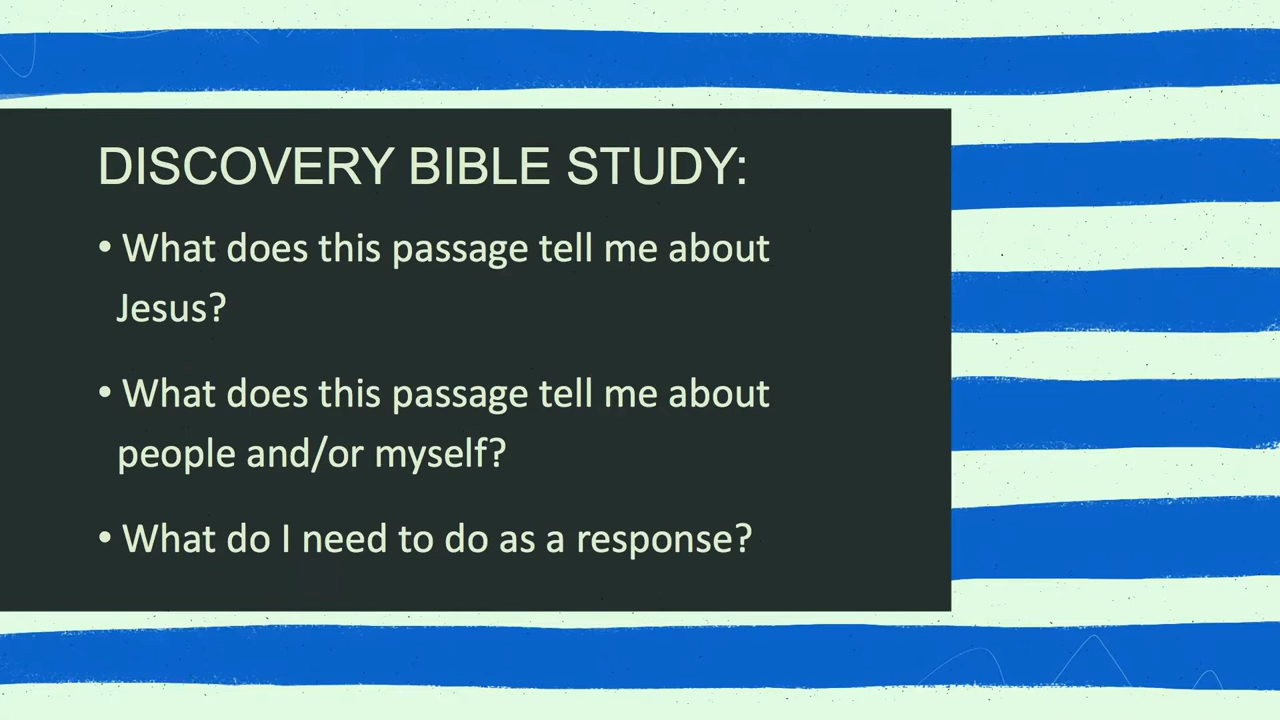 DISCOVERY BIBLE STUDY:
• What does this passage tell me about
Jesus?
• What does this passage tell me about
people and/or myself?
• What do I need to do as a response?